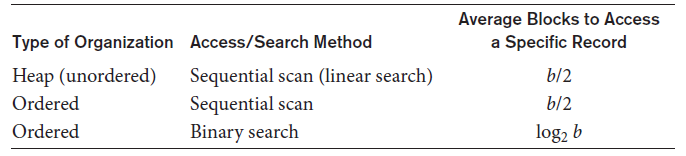 Average Blocks to Access
Type of Organization Access/Search Method a Specific Record
Heap (unordered) Sequential scan (linear search) b/2
Ordered Sequential scan b/2
Ordered Binary search log₂ b